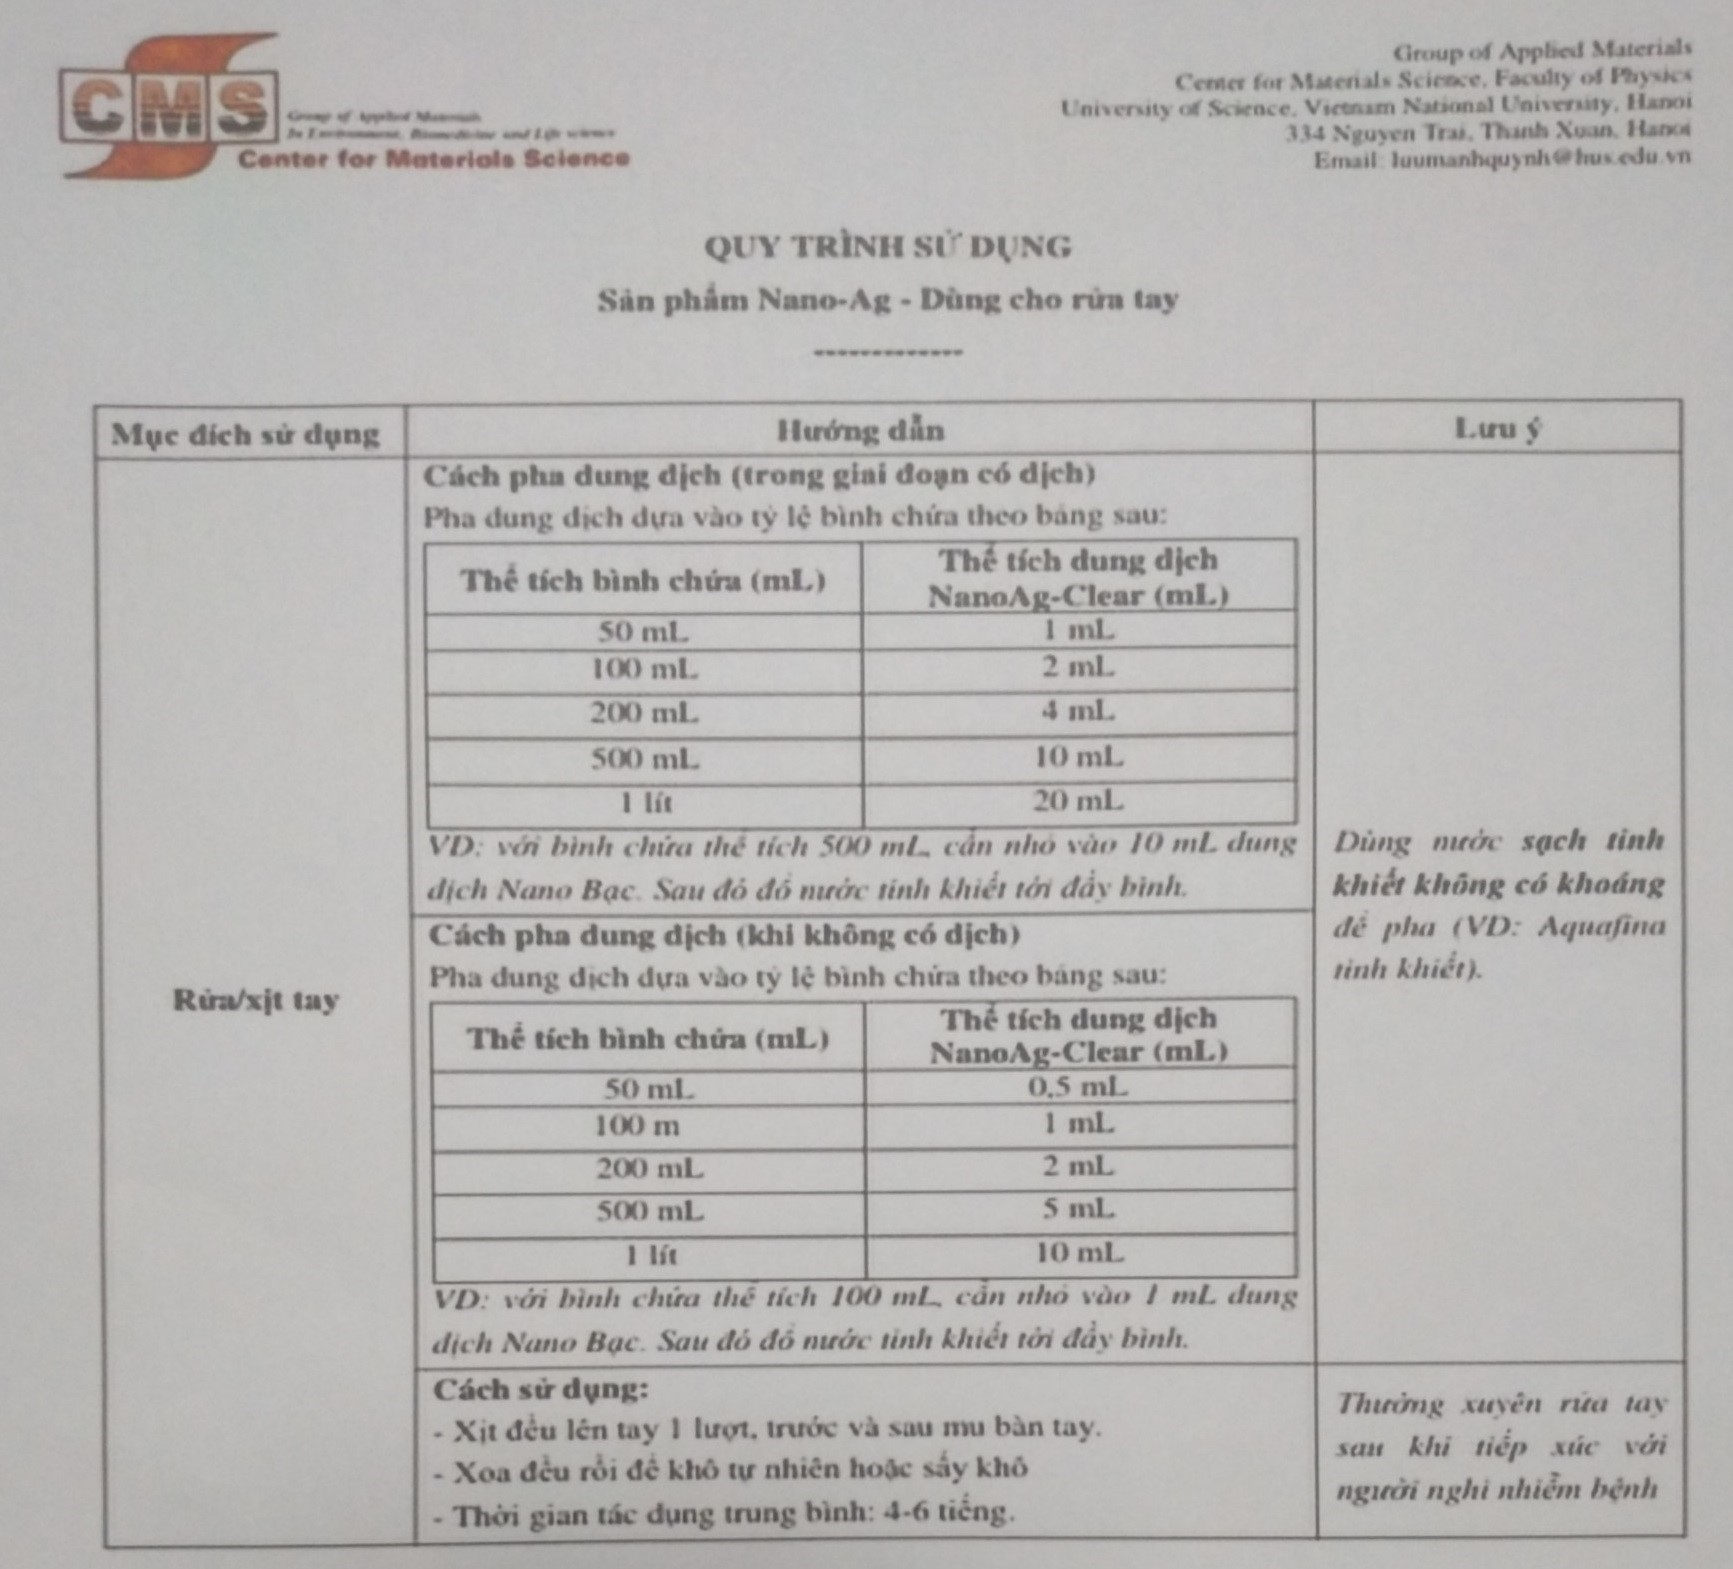 CMS
Group of Applied Materials
In Environment, Biomedicine and Life science
Center for Materials Science
Group of Applied Materials
Center for Materials Science, Faculty of Physics
University of Science, Vietnam National University, Hanoi
334 Nguyen Trai, Thanh Xuan, Hanoi
Email: luumanhquynh@hus.edu.vn
QUY TRÌNH SỬ DỤNG
Sản phẩm Nano-Ag - Dùng cho rửa tay
-------------
Mục đích sử dụng
Hướng dẫn
Lưu ý
Cách pha dung dịch (trong giai đoạn có dịch)
Pha dung dịch dựa vào tỷ lệ bình chứa theo bảng sau:
Thể tích bình chứa (mL)
Thể tích dung dịch
NanoAg-Clear (mL)
50 mL
1 mL
100 mL
2 mL
200 mL
4 mL
500 mL
10 mL
1 lít
20 mL
VD: với bình chứa thể tích 500 mL, cần nhỏ vào 10 mL dung
dịch Nano Bạc. Sau đó đổ nước tinh khiết tới đầy bình.
Dùng nước sạch tinh
khiết không có khoáng
để pha (VD: Aquafina
tinh khiết).
Rửa/xịt tay
Cách pha dung dịch (khi không có dịch)
Pha dung dịch dựa vào tỷ lệ bình chứa theo bảng sau:
Thể tích bình chứa (mL)
Thể tích dung dịch
NanoAg-Clear (mL)
50 mL
0,5 mL
100 m
1 mL
200 mL
2 mL
500 mL
5 mL
1 lít
10 mL
VD: với bình chứa thể tích 100 mL, cần nhỏ vào 1 mL dung
dịch Nano Bạc. Sau đó đổ nước tinh khiết tới đầy bình.
Cách sử dụng:
- Xịt đều lên tay 1 lượt, trước và sau mu bàn tay.
- Xoa đều rồi để khô tự nhiên hoặc sấy khô
- Thời gian tác dụng trung bình: 4-6 tiếng.
Thường xuyên rửa tay
sau khi tiếp xúc với
người nghi nhiễm bệnh